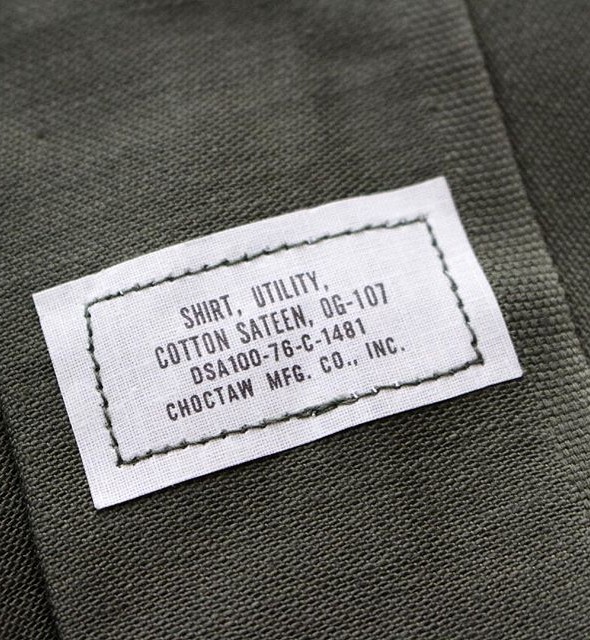 SHIRT, UTILITY,
COTTON SATEEN, OG-107
DSA100-76-C-1481
CHOCTAW MFG. CO., INC.